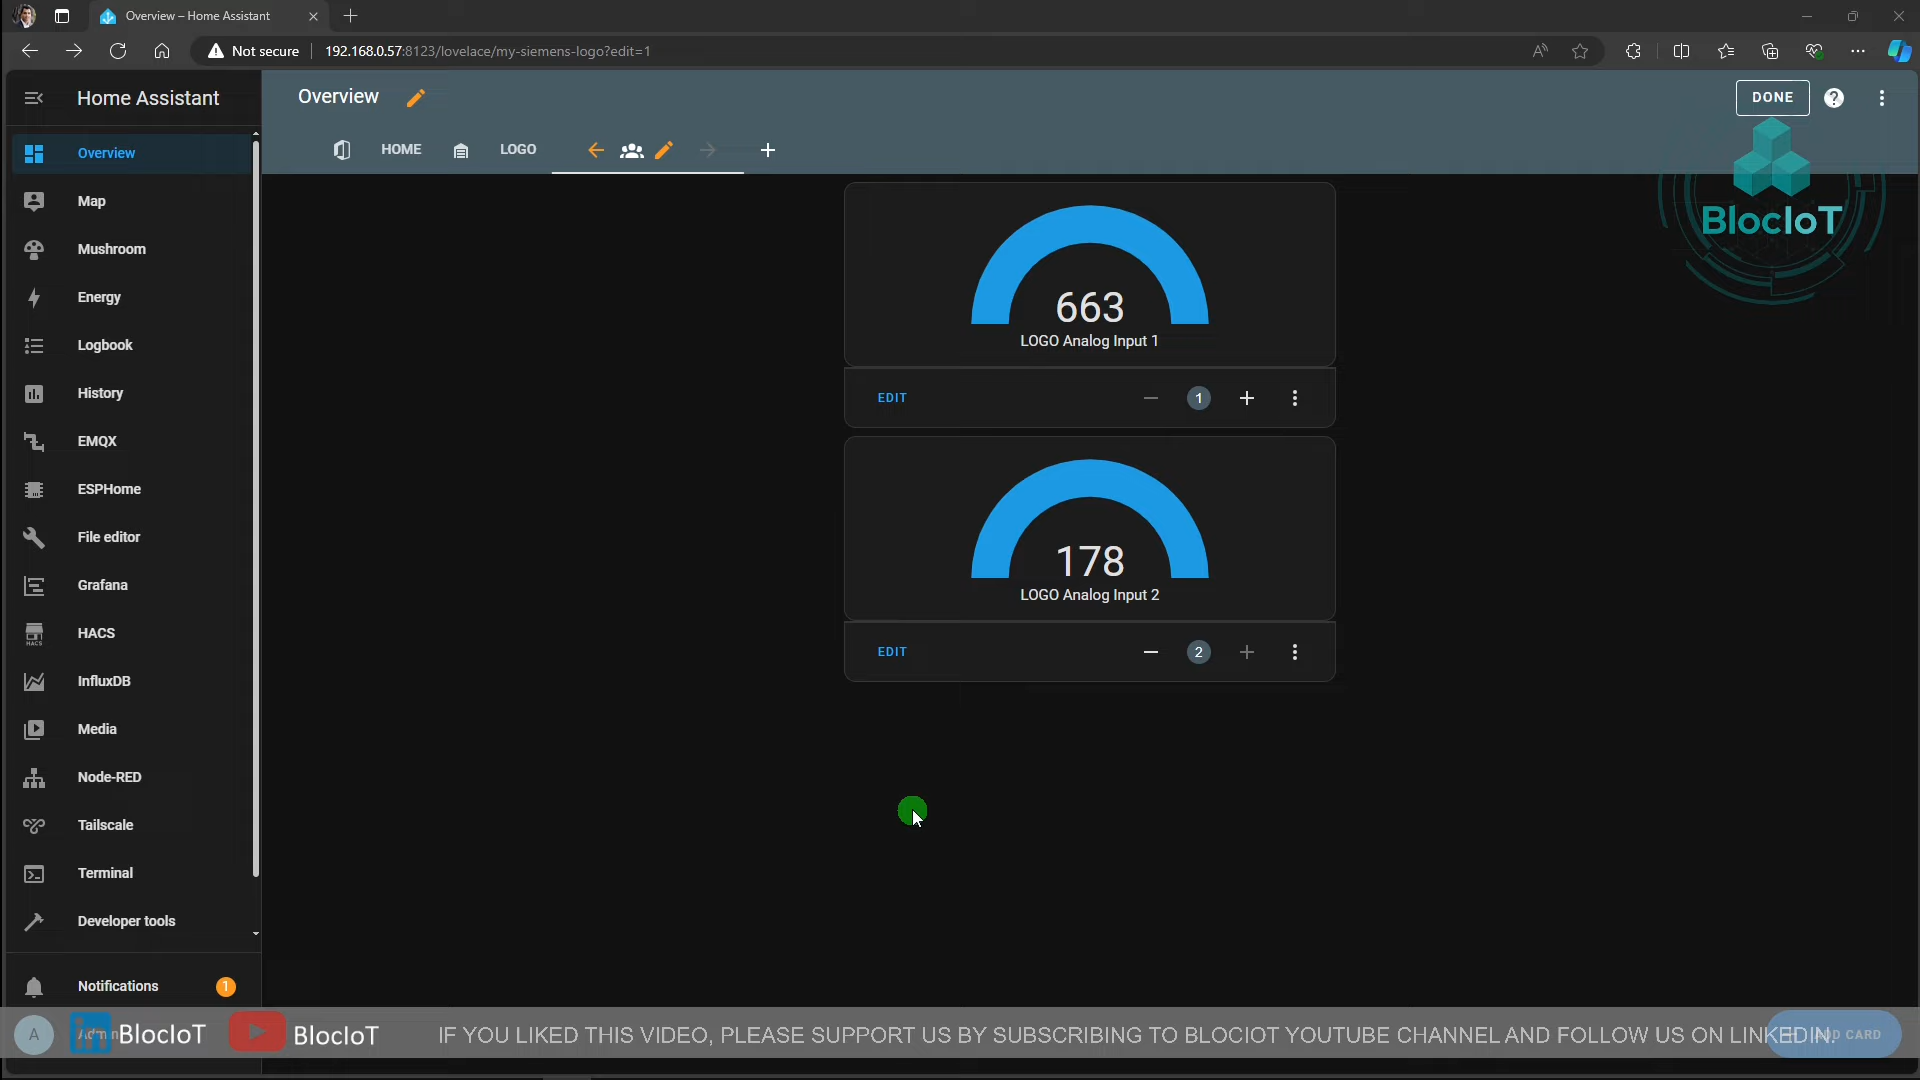 Overview – Home Assistant
Not secure
192.168.0.57:8123/lovelace/my-siemens-logo?edit=1
Home Assistant
Overview
DONE
HOME
LOGO
BlocIoT
Overview
Map
Mushroom
Energy
Logbook
History
EMQX
ESPHome
File editor
Grafana
HACS
HACS
InfluxDB
Media
Node-RED
Tailscale
Terminal
Developer tools
Notifications
1
663
LOGO Analog Input 1
EDIT
1
178
LOGO Analog Input 2
EDIT
2
A
Admin
in
BlocIoT
BlocIoT
IF YOU LIKED THIS VIDEO, PLEASE SUPPORT US BY SUBSCRIBING TO BLOCIOT YOUTUBE CHANNEL AND FOLLOW US ON LINKEDIN.
CARD